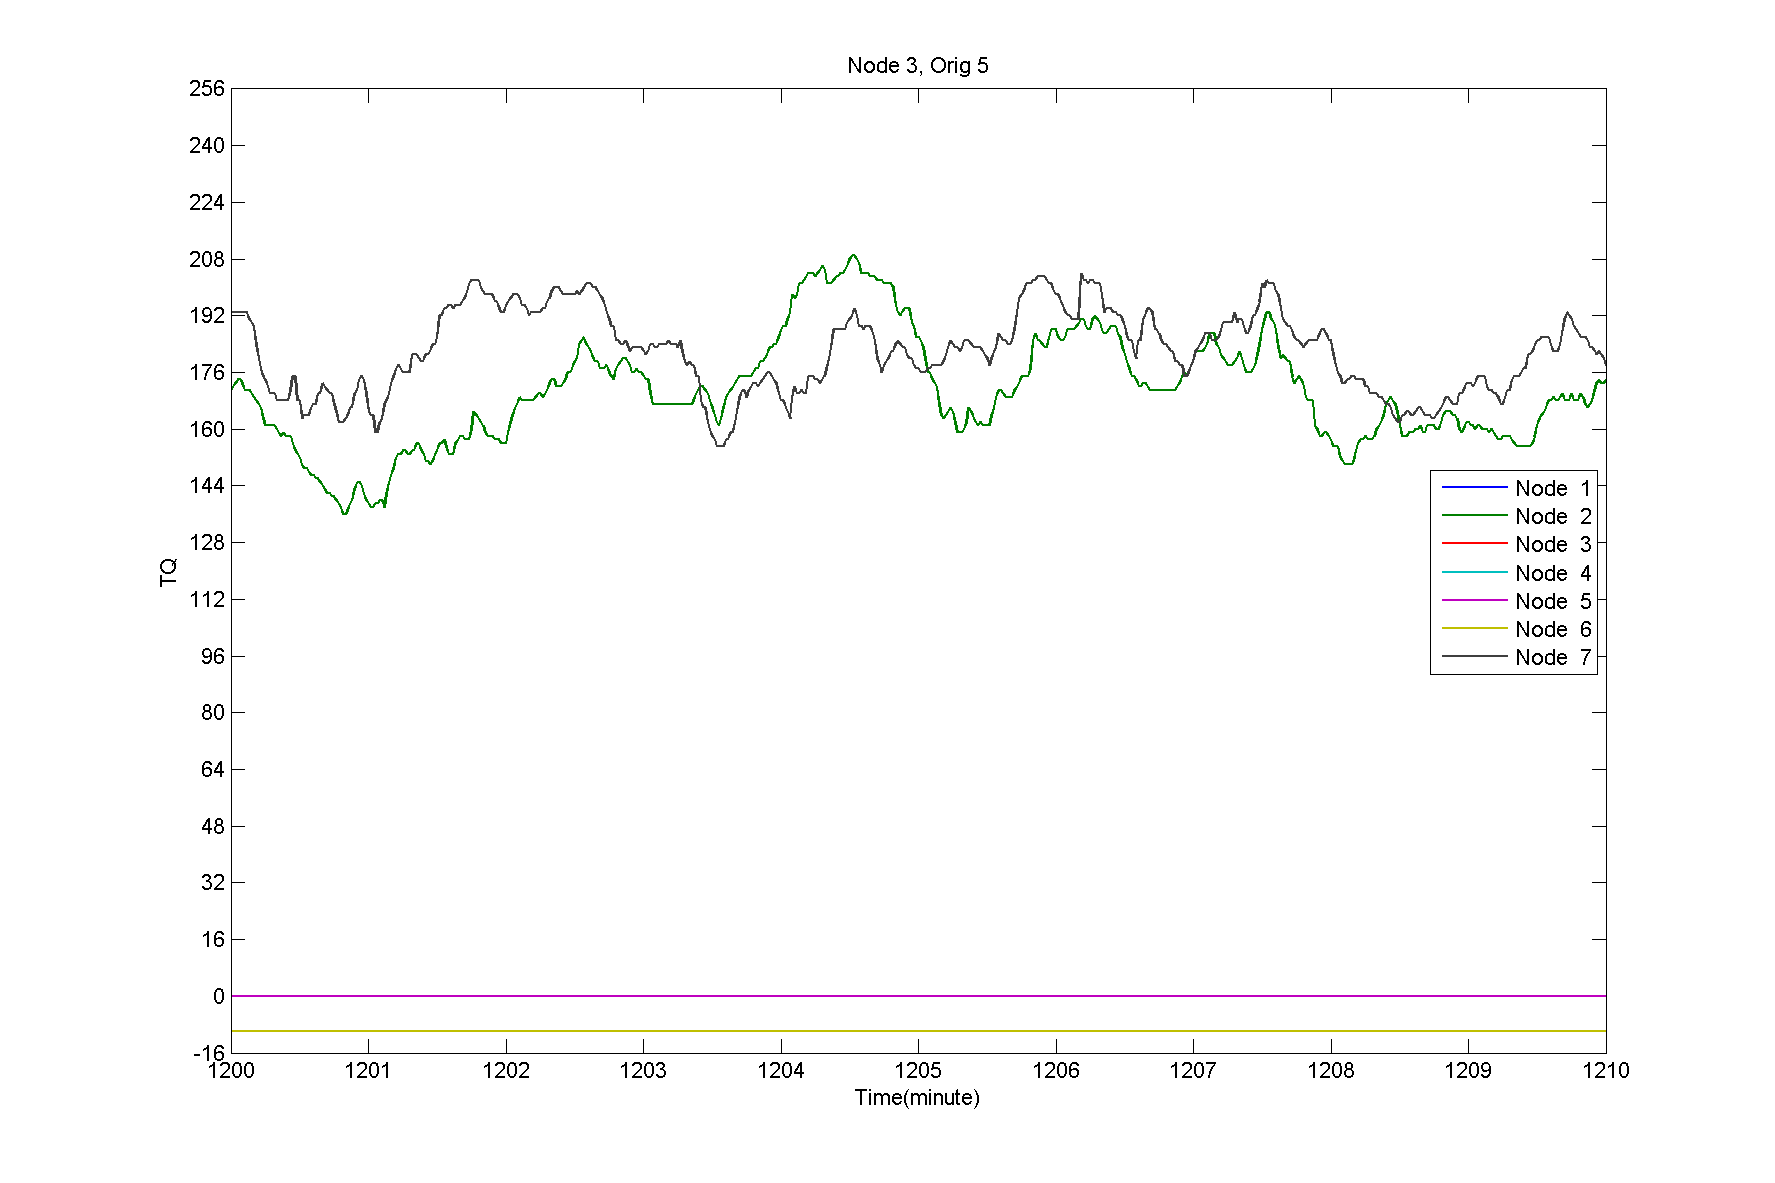 Node 3, Orig 5
256
240
224
208
192
176
160
144
128
112
96
80
64
48
32
16
0
-16
TQ
Node 1
Node 2
Node 3
Node 4
Node 5
Node 6
Node 7
1200 1201 1202 1203 1204 1205 1206 1207 1208 1209 1210
Time(minute)